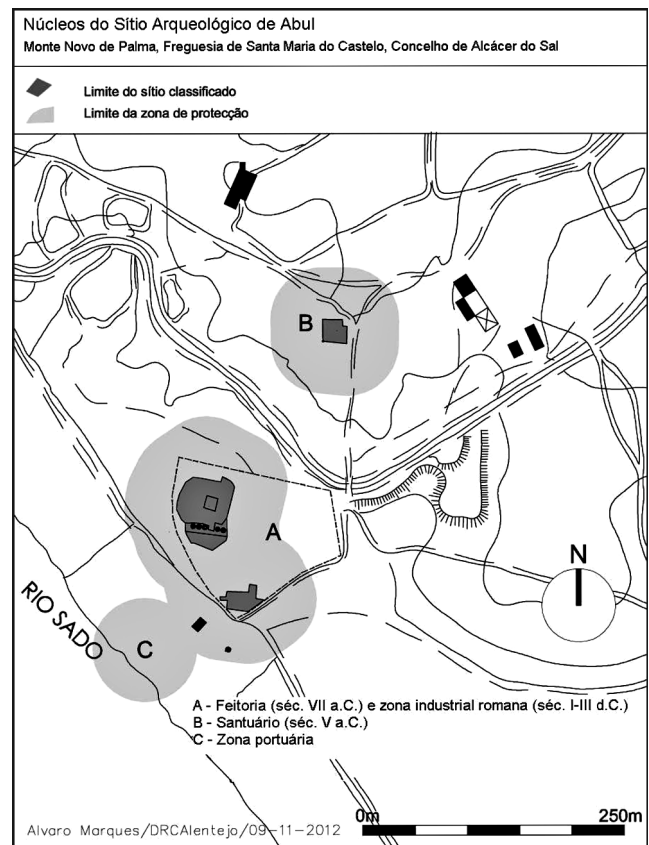 Núcleos do Sítio Arqueológico de Abul
Monte Novo de Palma, Freguesia de Santa Maria do Castelo, Concelho de Alcácer do Sal
Limite do sítio classificado
Limite da zona de protecção
B
A
N
RIO SADO
C
A - Feitoria (séc. VII a.C.) e zona industrial romana (séc. I-III d.C.)
B - Santuário (séc. V a.C.)
C - Zona portuária
Alvaro Marques/DRCAlentejo/09-11-2012
0m 250m